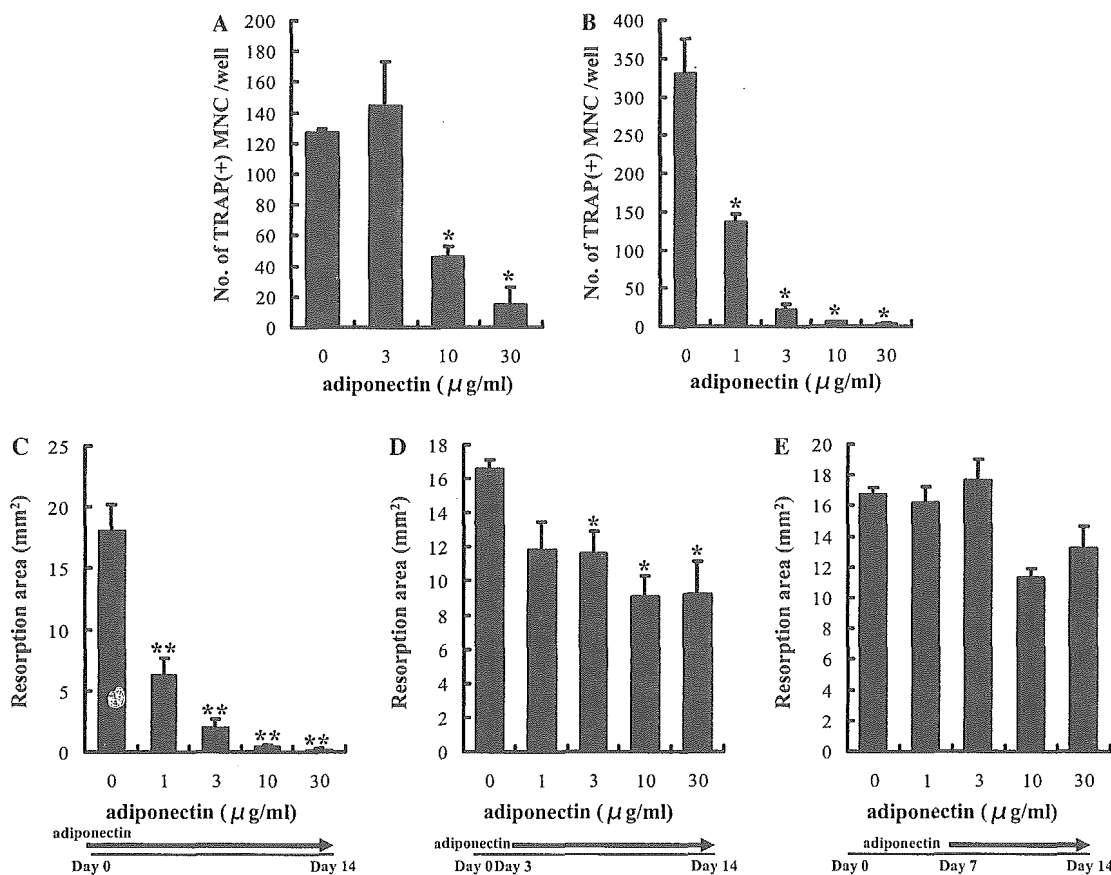 A
No. of TRAP(+) MNC /well
200
180
160
140
120
100
80
60
40
20
0
*
*
0 3 10 30
adiponectin ( μ g/ml)
B
No. of TRAP(+) MNC /well
400
350
300
250
200
150
100
50
0
*
*
*
*
0 1 3 10 30
adiponectin ( μ g/ml)
C
Resorption area (mm²)
25
20
15
10
5
0
**
**
**
**
0 1 3 10 30
adiponectin ( μ g/ml)
adiponectin
Day 0 Day 14
D
Resorption area (mm²)
18
16
14
12
10
8
6
4
2
0
*
*
*
0 1 3 10 30
adiponectin ( μ g/ml)
adiponectin
Day 0 Day 3 Day 14
E
Resorption area (mm²)
20
18
16
14
12
10
8
6
4
2
0
0 1 3 10 30
adiponectin ( μ g/ml)
adiponectin
Day 0 Day 7 Day 14